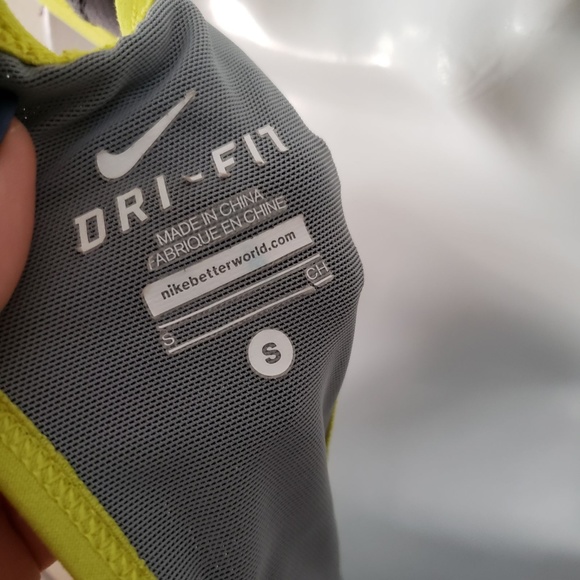 DRI-FIT
MADE IN CHINA
FABRIQUE EN CHINE
nikebetterworld.com
S CH
S